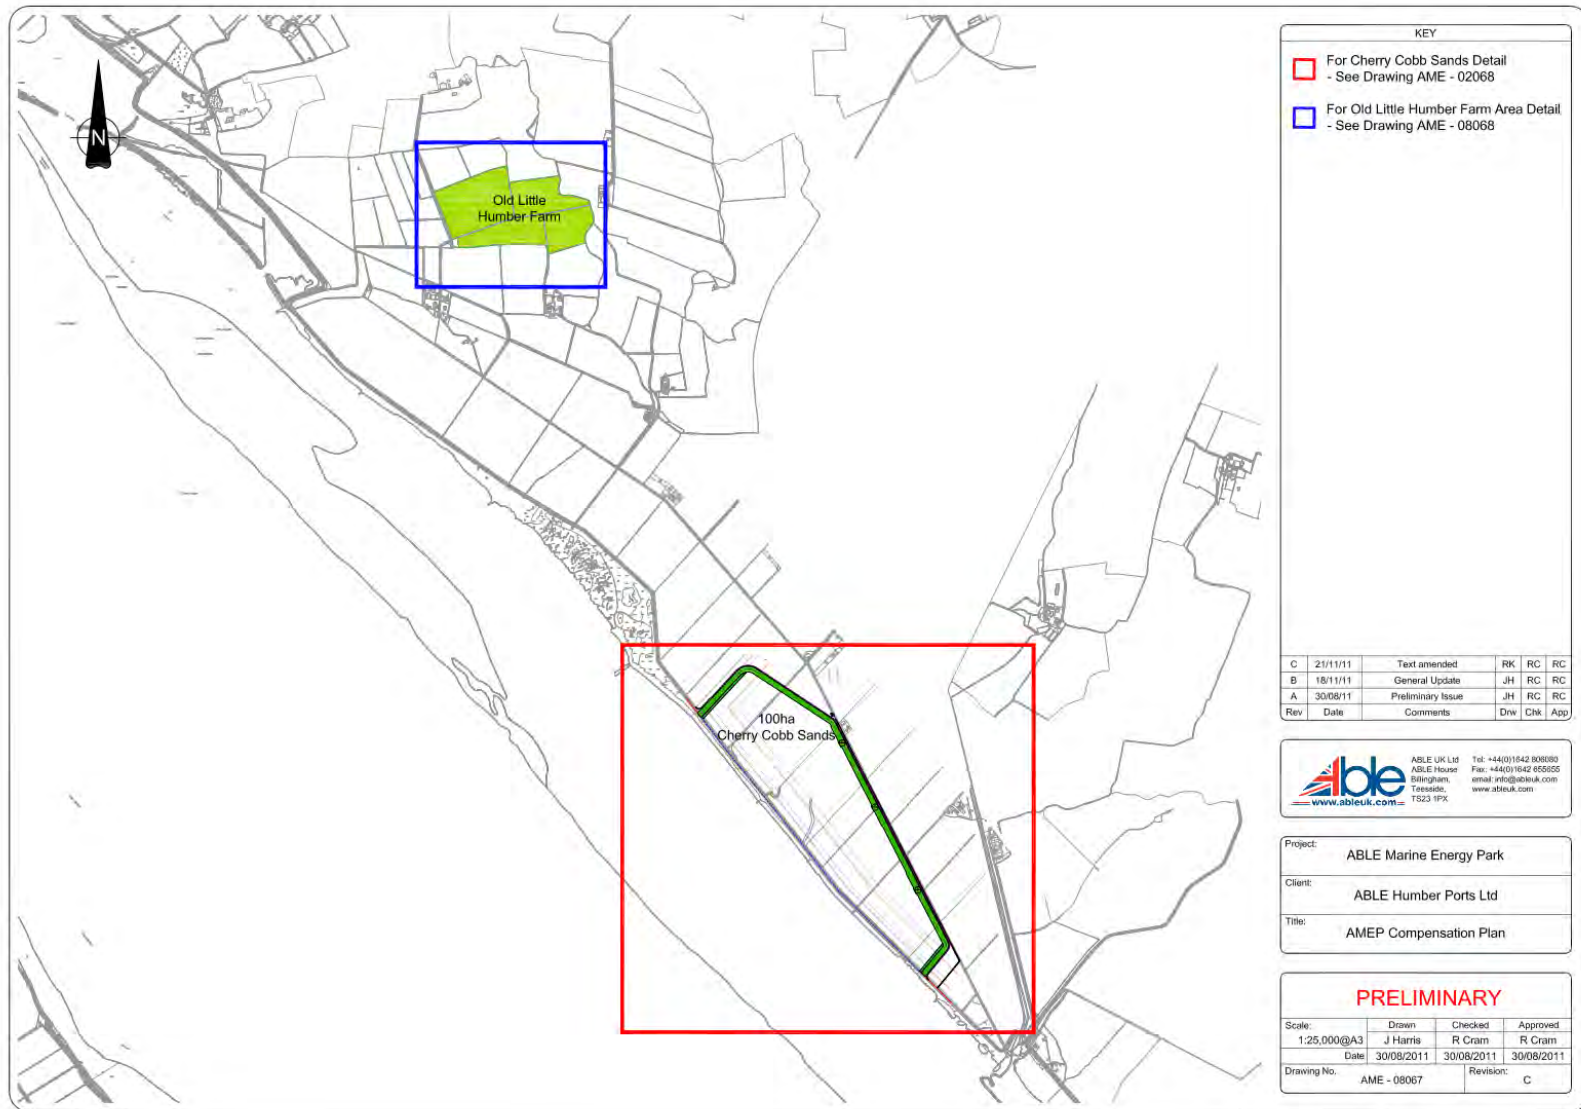 N
Old Little
Humber Farm
100ha
Cherry Cobb Sands
KEY
For Cherry Cobb Sands Detail
- See Drawing AME - 02068
For Old Little Humber Farm Area Detail
- See Drawing AME - 08068
C 21/11/11 Text amended RK RC RC
B 18/11/11 General Update JH RC RC
A 30/08/11 Preliminary Issue JH RC RC
Rev Date Comments Drw Chk App
Able
www.ableuk.com
ABLE UK Ltd
ABLE House
Billingham,
Teesside,
TS23 1PX
Tel: +44(0)1642 806080
Fax: +44(0)1642 655655
email: info@ableuk.com
www.ableuk.com
Project:
ABLE Marine Energy Park
Client:
ABLE Humber Ports Ltd
Title:
AMEP Compensation Plan
PRELIMINARY
Scale: Drawn Checked Approved
1:25,000@A3 J Harris R Cram R Cram
Date 30/08/2011 30/08/2011 30/08/2011
Drawing No. Revision:
AME - 08067 C